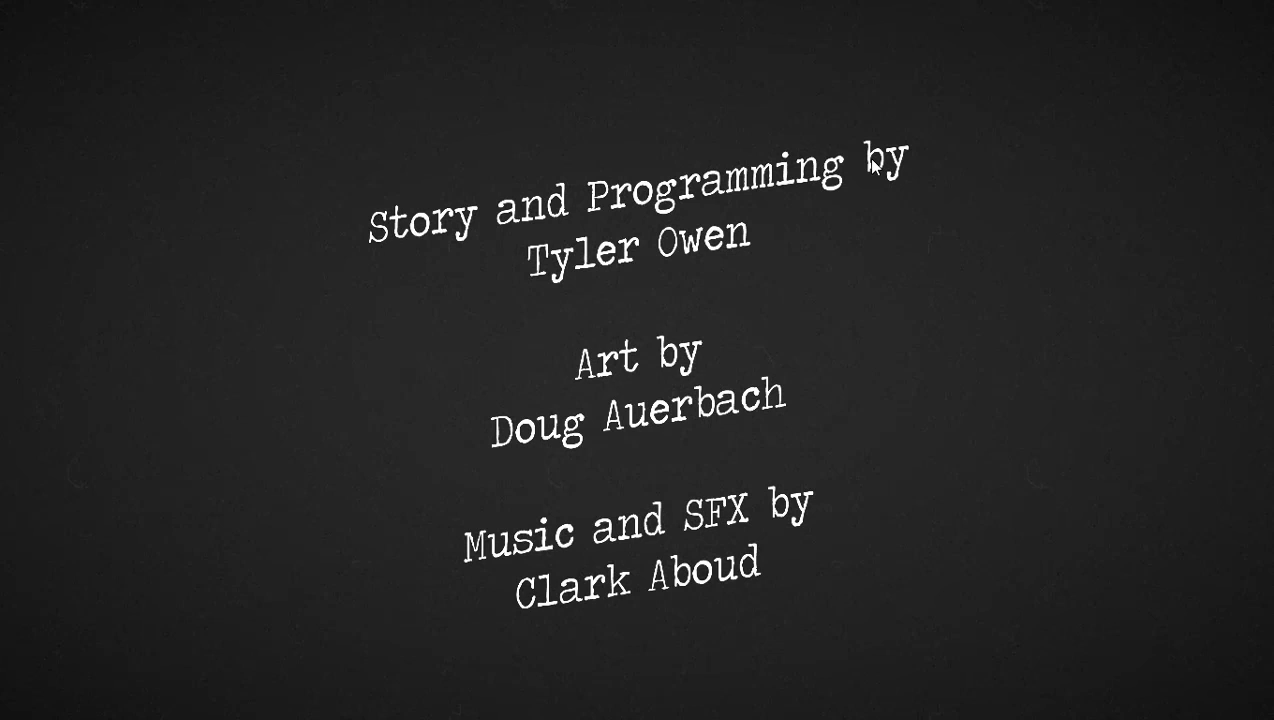 Story and Programming by
Tyler Owen
Art by
Doug Auerbach
Music and SFX by
Clark Aboud